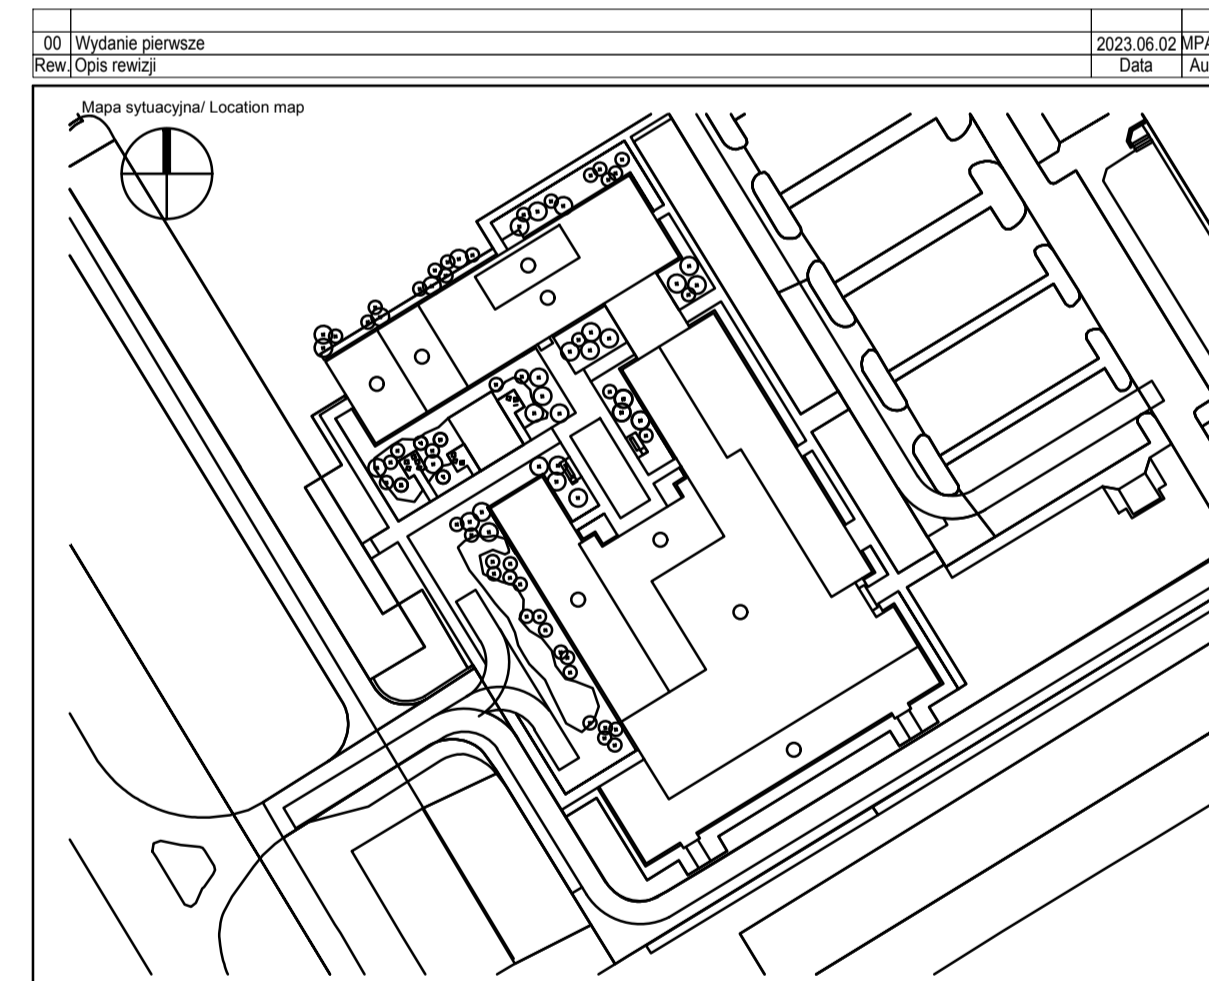 00 Wydanie pierwsze 2023.06.02
Rew. Opis rewizji Data
Mapa sytuacyjna/ Location map